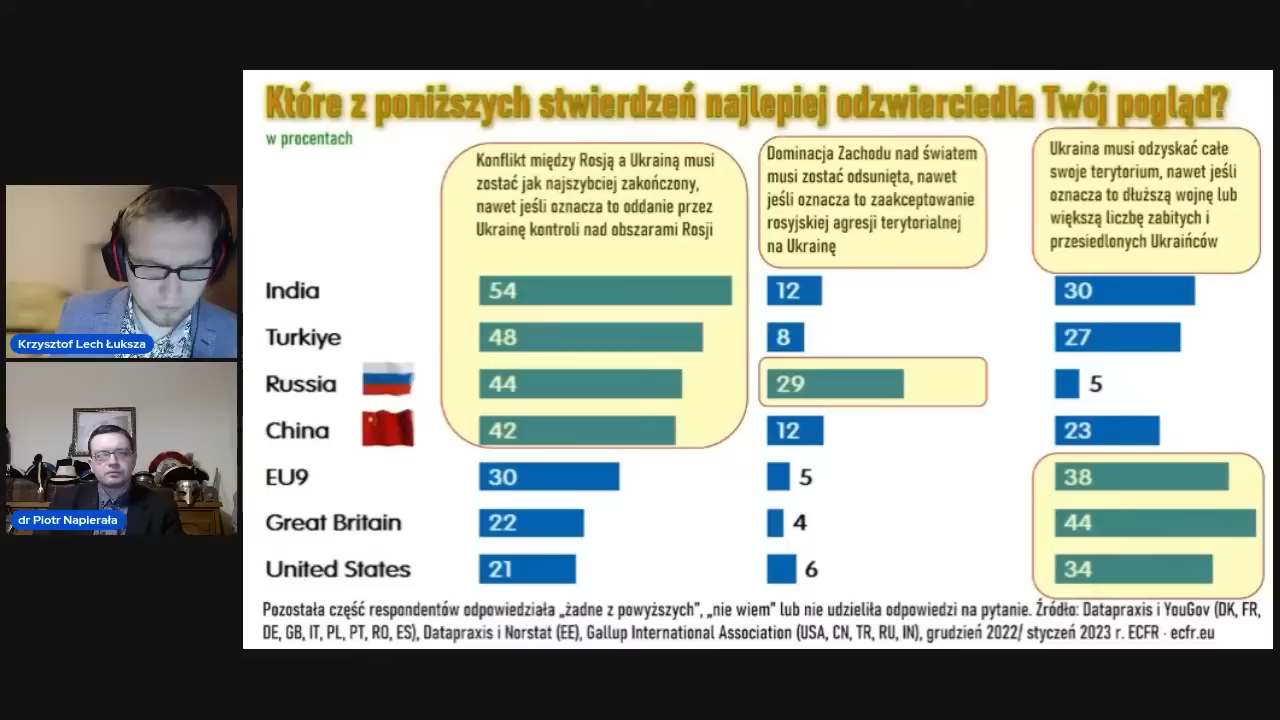 Które z poniższych stwierdzeń najlepiej odzwierciedla Twój pogląd?
w procentach
Konflikt między Rosją a Ukrainą musi
zostać jak najszybciej zakończony,
nawet jeśli oznacza to oddanie przez
Ukrainę kontroli nad obszarami Rosji
Dominacja Zachodu nad światem
musi zostać odsunięta, nawet
jeśli oznacza to zaakceptowanie
rosyjskiej agresji terytorialnej
na Ukrainę
Ukraina musi odzyskać całe
swoje terytorium, nawet jeśli
oznacza to dłuższą wojnę lub
większą liczbę zabitych i
przesiedlonych Ukraińców
India 54 12 30
Turkiye 48 8 27
Russia 44 29 5
China 42 12 23
EU9 30 5 38
Great Britain 22 4 44
United States 21 6 34
Pozostała część respondentów odpowiedziała „żadne z powyższych”, „nie wiem” lub nie udzieliła odpowiedzi na pytanie. Źródło: Datapraxis i YouGov (DK, FR,
DE, GB, IT, PL, PT, RO, ES), Datapraxis i Norstat (EE), Gallup International Association (USA, CN, TR, RU, IN), grudzień 2022/ styczeń 2023 r. ECFR · ecfr.eu
Krzysztof Lech Łuksza
dr Piotr Napierała